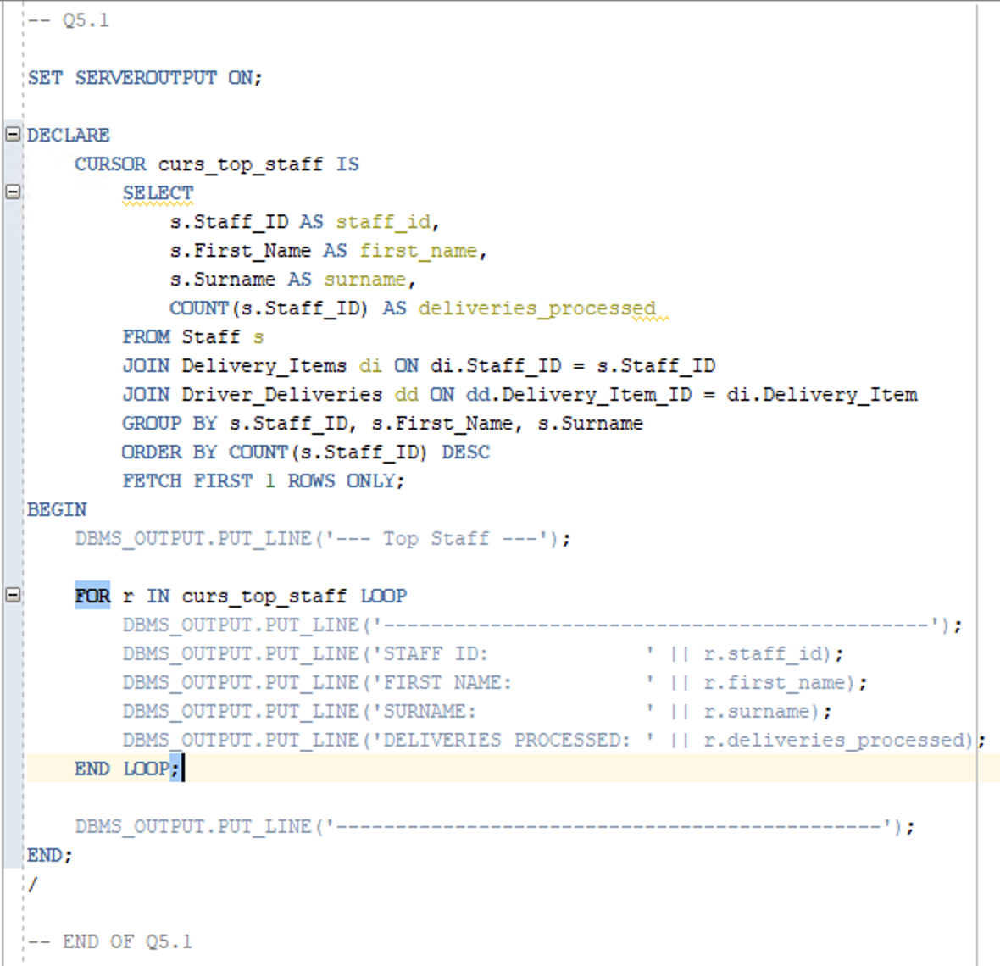 -- Q5.1
SET SERVEROUTPUT ON;
DECLARE
    CURSOR curs_top_staff IS
        SELECT
            s.Staff_ID AS staff_id,
            s.First_Name AS first_name,
            s.Surname AS surname,
            COUNT(s.Staff_ID) AS deliveries_processed
        FROM Staff s
        JOIN Delivery_Items di ON di.Staff_ID = s.Staff_ID
        JOIN Driver_Deliveries dd ON dd.Delivery_Item_ID = di.Delivery_Item
        GROUP BY s.Staff_ID, s.First_Name, s.Surname
        ORDER BY COUNT(s.Staff_ID) DESC
        FETCH FIRST 1 ROWS ONLY;
BEGIN
    DBMS_OUTPUT.PUT_LINE('--- Top Staff ---');
    FOR r IN curs_top_staff LOOP
        DBMS_OUTPUT.PUT_LINE('----------------------------------------------');
        DBMS_OUTPUT.PUT_LINE('STAFF ID:             ' || r.staff_id);
        DBMS_OUTPUT.PUT_LINE('FIRST NAME:           ' || r.first_name);
        DBMS_OUTPUT.PUT_LINE('SURNAME:              ' || r.surname);
        DBMS_OUTPUT.PUT_LINE('DELIVERIES PROCESSED: ' || r.deliveries_processed);
    END LOOP;
    DBMS_OUTPUT.PUT_LINE('----------------------------------------------');
END;
/
-- END OF Q5.1